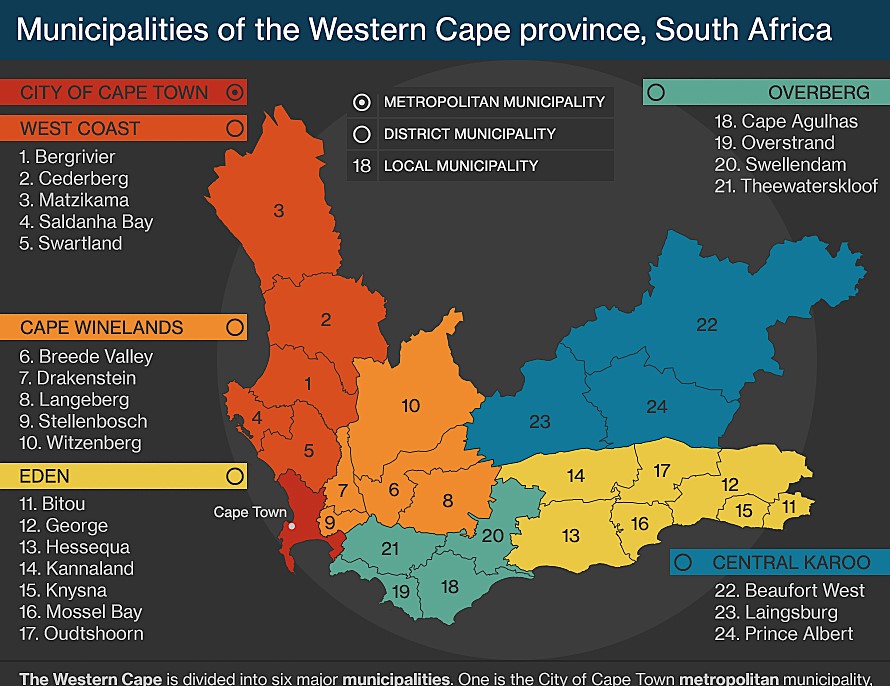 Municipalities of the Western Cape province, South Africa
CITY OF CAPE TOWN
WEST COAST
1. Bergrivier
2. Cederberg
3. Matzikama
4. Saldanha Bay
5. Swartland
METROPOLITAN MUNICIPALITY
DISTRICT MUNICIPALITY
18 LOCAL MUNICIPALITY
OVERBERG
18. Cape Agulhas
19. Overstrand
20. Swellendam
21. Theewaterskloof
CAPE WINELANDS
6. Breede Valley
7. Drakenstein
8. Langeberg
9. Stellenbosch
10. Witzenberg
EDEN
11. Bitou
12. George
13. Hessequa
14. Kannaland
15. Knysna
16. Mossel Bay
17. Oudtshoorn
3
2
1
4
5
10
7
6
8
9
Cape Town
22
23
24
14
17
12
15
11
13
16
20
21
19
18
CENTRAL KAROO
22. Beaufort West
23. Laingsburg
24. Prince Albert
The Western Cape is divided into six major municipalities. One is the City of Cape Town metropolitan municipality,